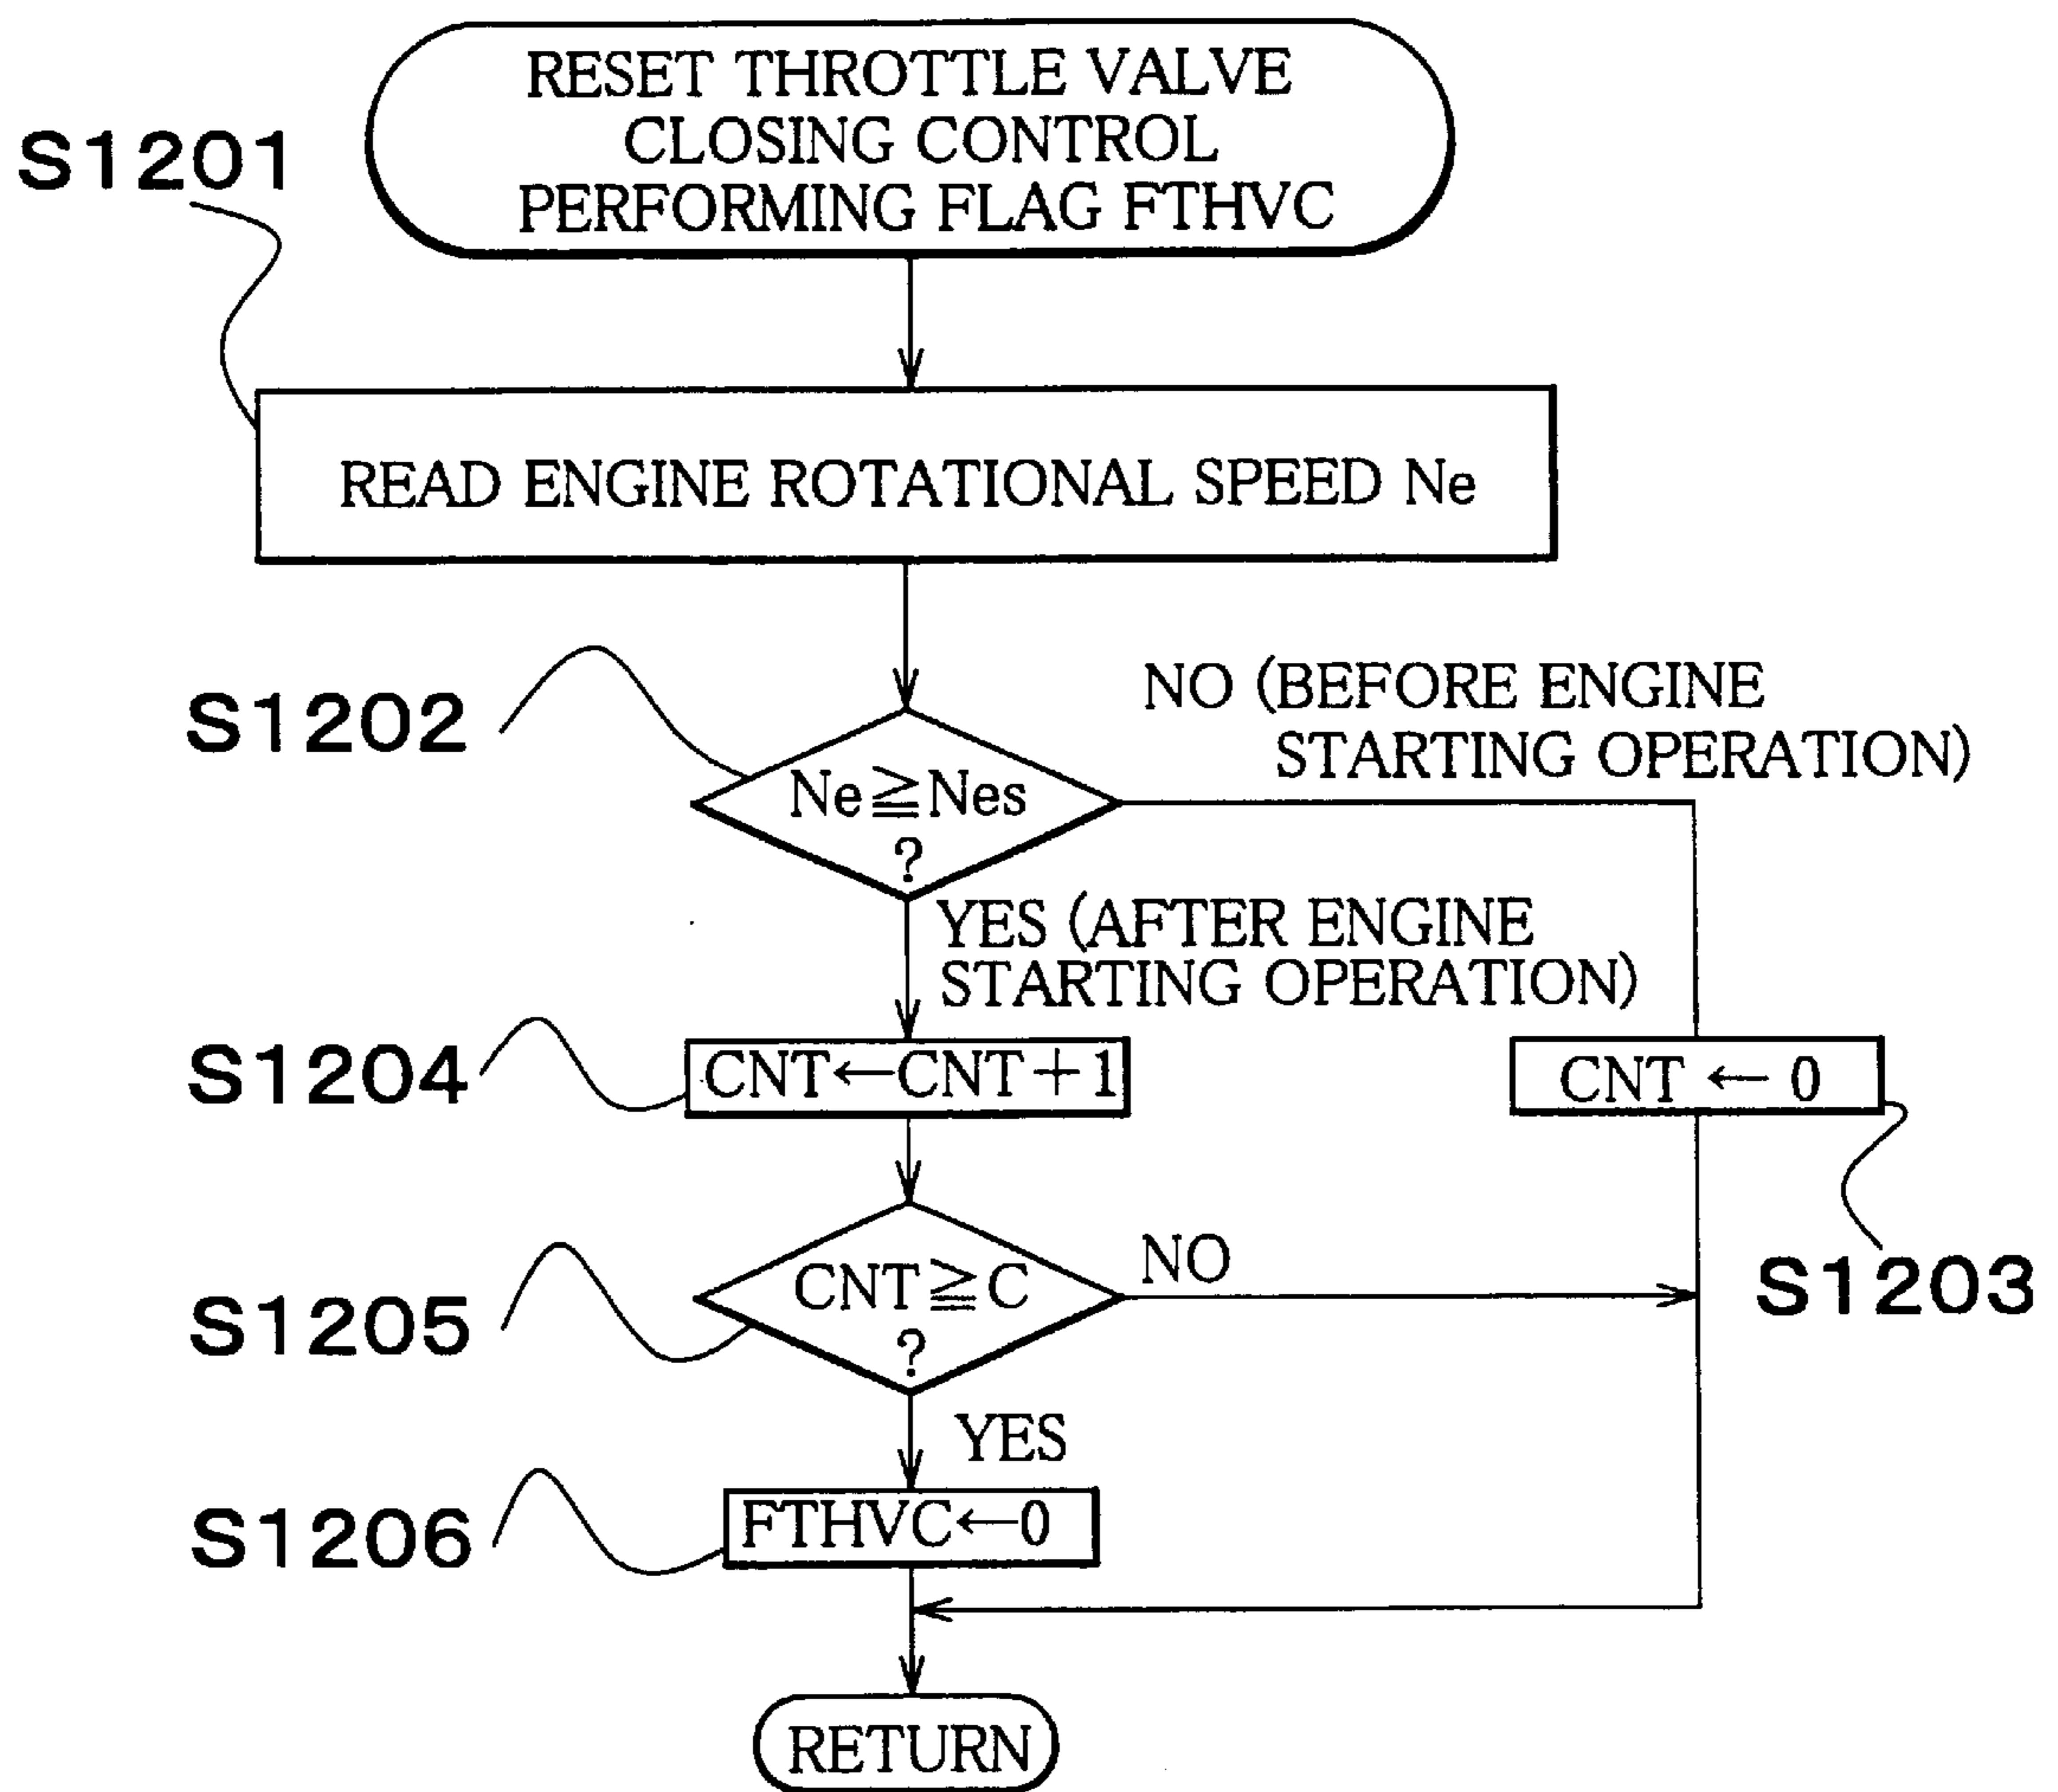 RESET THROTTLE VALVE
CLOSING CONTROL
PERFORMING FLAG FTHVC
S1201
READ ENGINE ROTATIONAL SPEED Ne
S1202
Ne≧Nes
?
NO (BEFORE ENGINE
STARTING OPERATION)
YES (AFTER ENGINE
STARTING OPERATION)
S1204
CNT←CNT+1
CNT ← 0
S1203
S1205
CNT≧C
?
NO
YES
S1206
FTHVC←0
RETURN